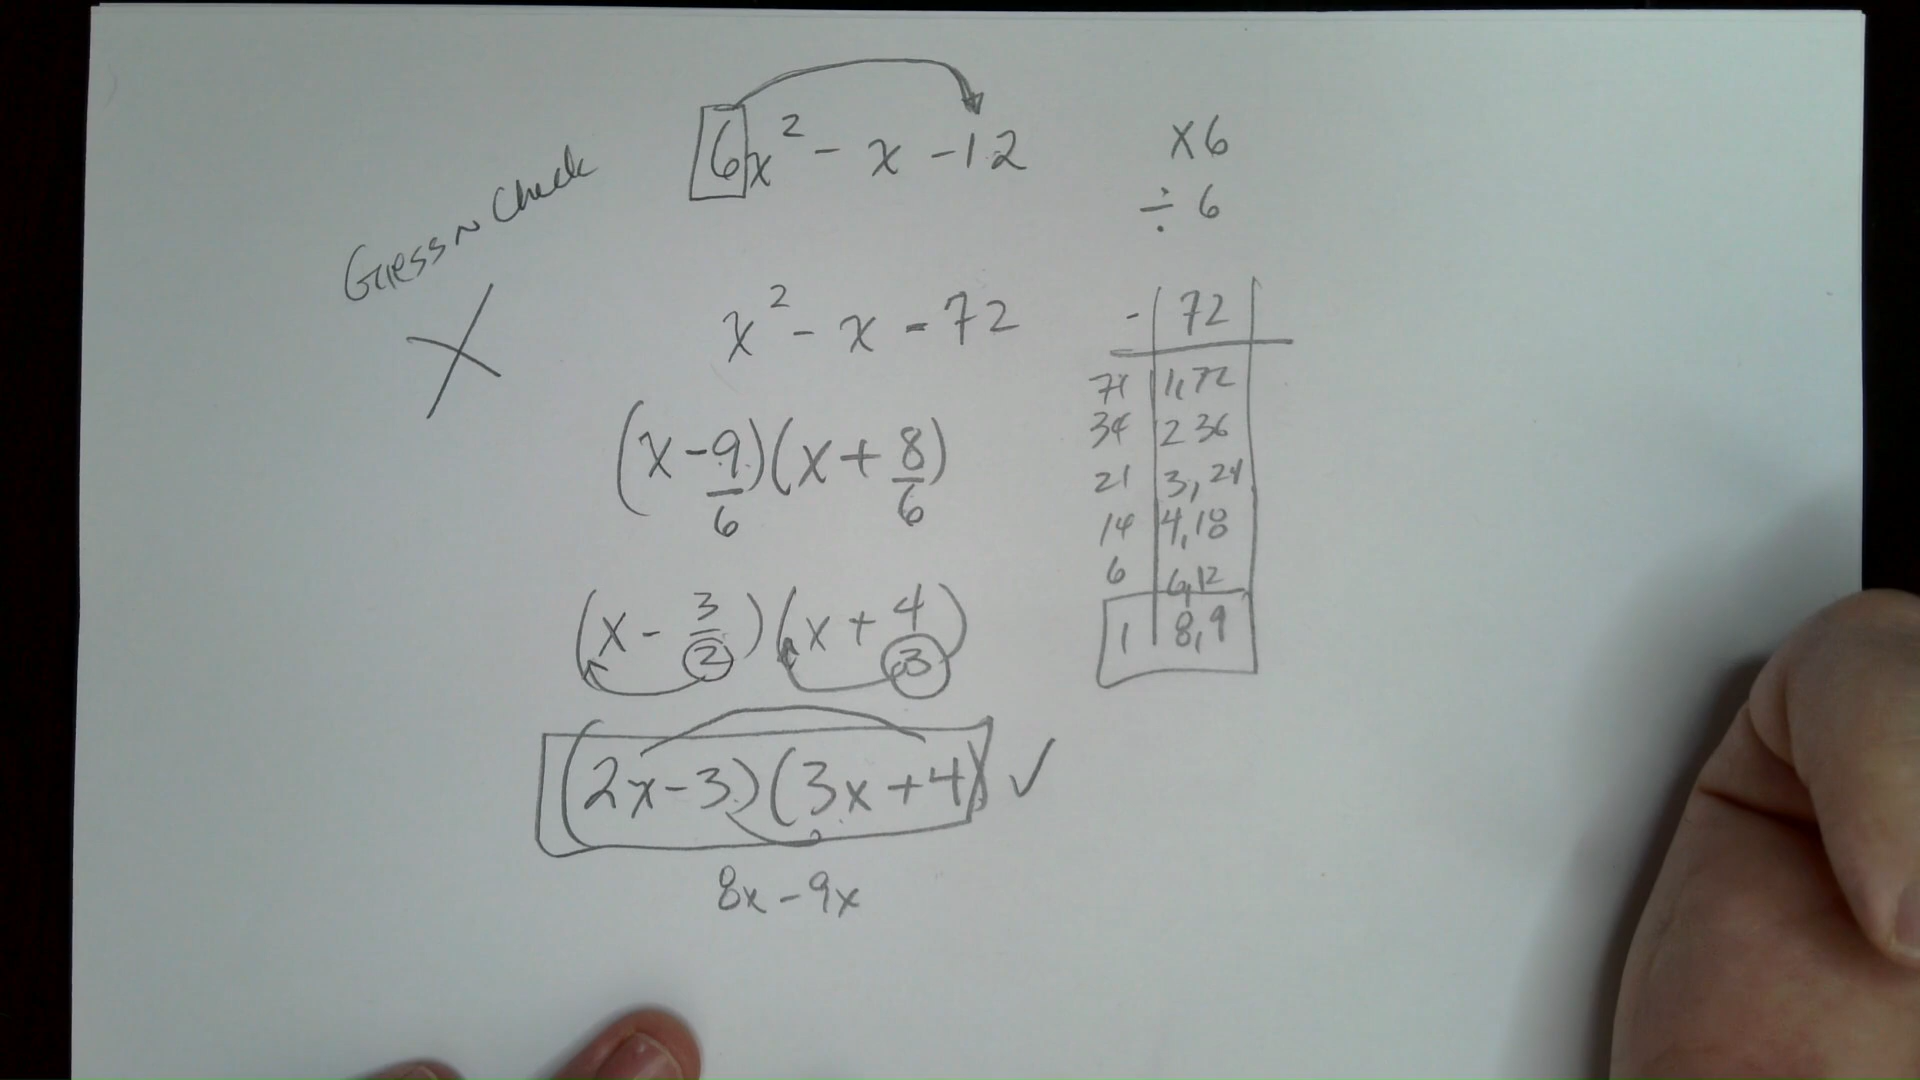 Guess ~ Check
6x² - x - 12
x6
÷ 6
x² - x - 72
(x - 9/6)(x + 8/6)
(x - 3/2)(x + 4/3)
(2x - 3)(3x + 4) ✓
8x - 9x
- | 72
71 | 1, 72
34 | 2 36
21 | 3, 24
14 | 4, 18
6 | 6, 12
1 | 8, 9